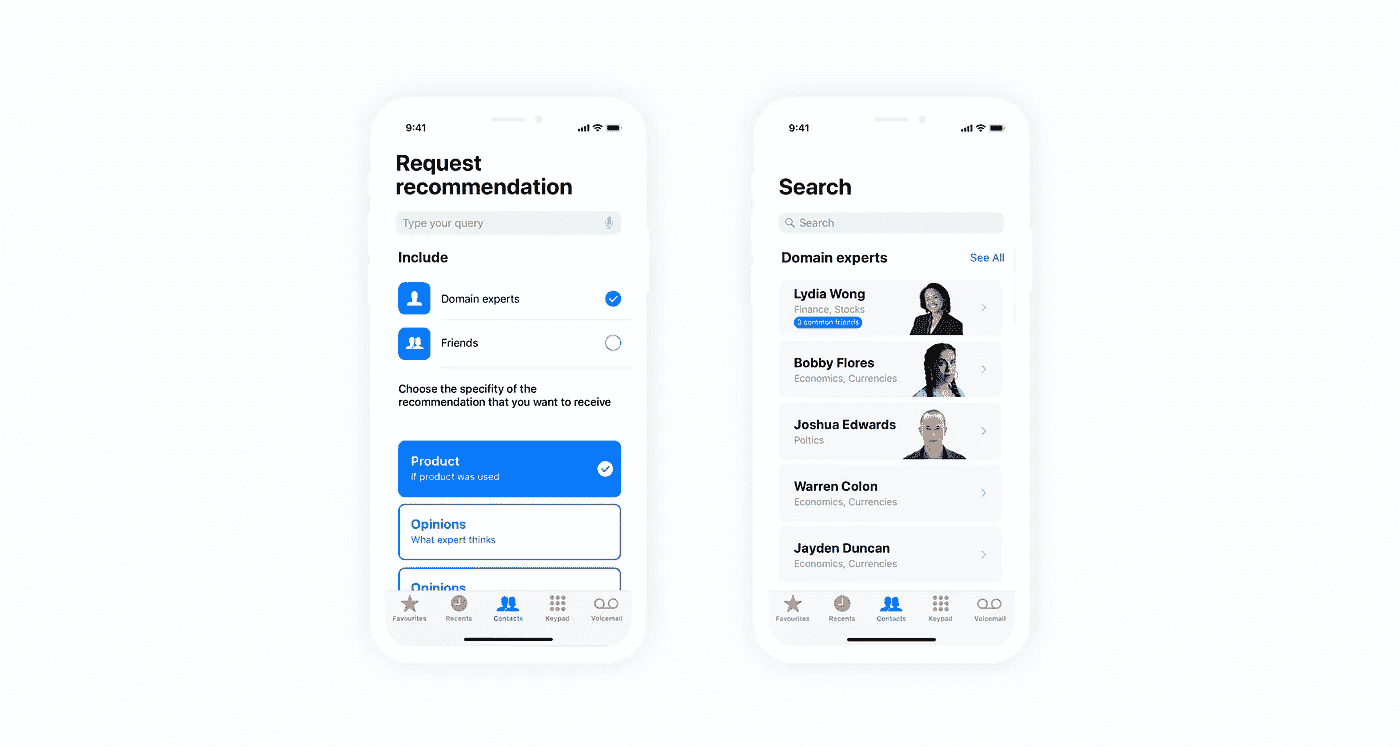 9:41
Request
recommendation
Type your query
Include
Domain experts
Friends
Choose the specifity of the
recommendation that you want to receive
Product
if product was used
Opinions
What expert thinks
Opinions
Favourites Recents Contacts Keypad Voicemail
9:41
Search
Search
Domain experts See All
Lydia Wong
Finance, Stocks
common friends
Bobby Flores
Economics, Currencies
Joshua Edwards
Poltics
Warren Colon
Economics, Currencies
Jayden Duncan
Economics, Currencies
Favourites Recents Contacts Keypad Voicemail